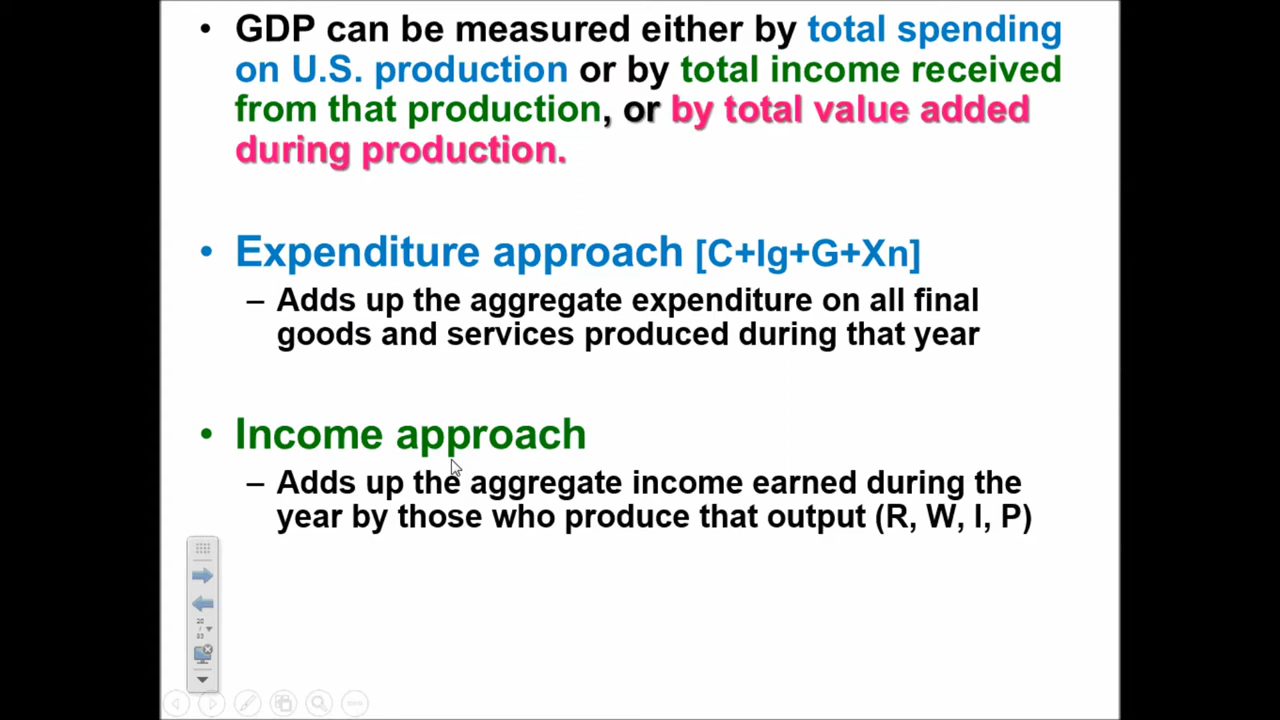 • GDP can be measured either by total spending
on U.S. production or by total income received
from that production, or by total value added
during production.
• Expenditure approach [C+Ig+G+Xn]
– Adds up the aggregate expenditure on all final
goods and services produced during that year
• Income approach
– Adds up the aggregate income earned during the
year by those who produce that output (R, W, I, P)